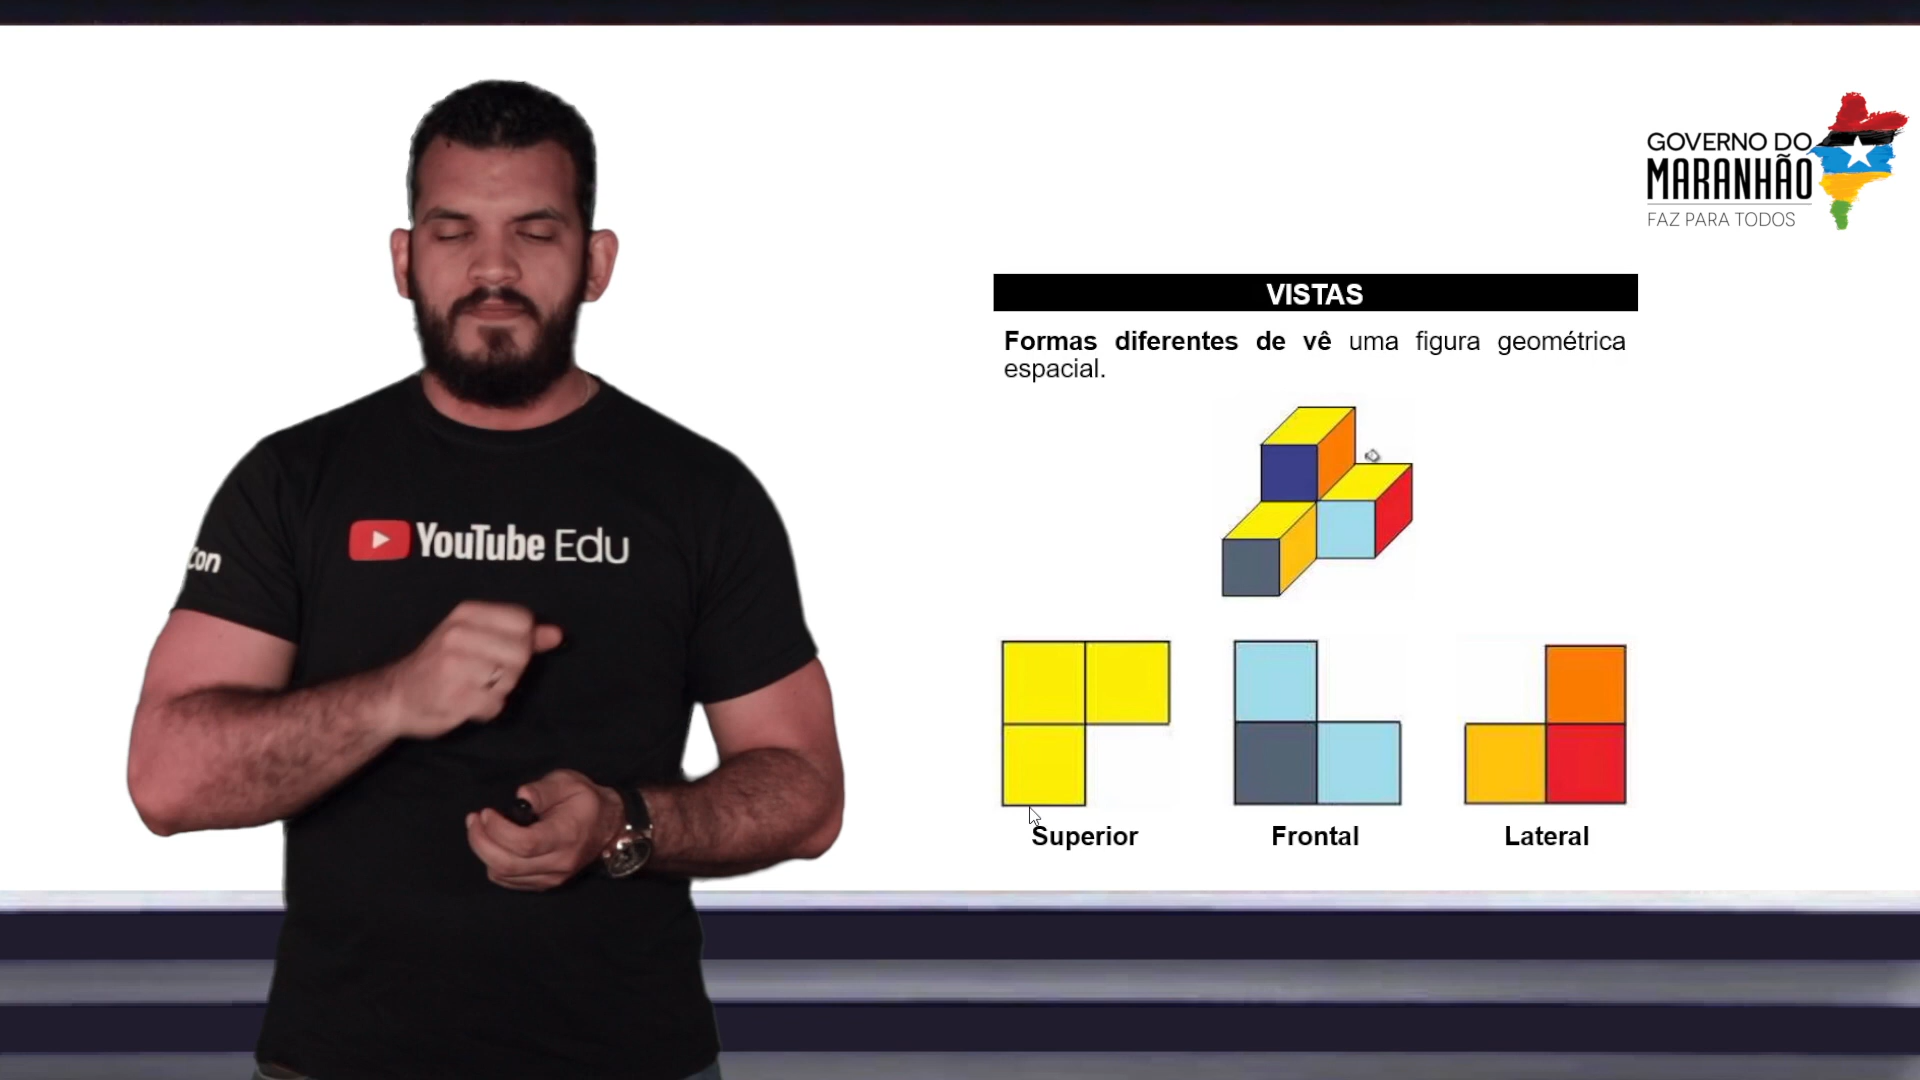 GOVERNO DO
MARANHÃO
FAZ PARA TODOS
VISTAS
Formas diferentes de vê uma figura geométrica
espacial.
YouTube Edu
con
Superior
Frontal
Lateral